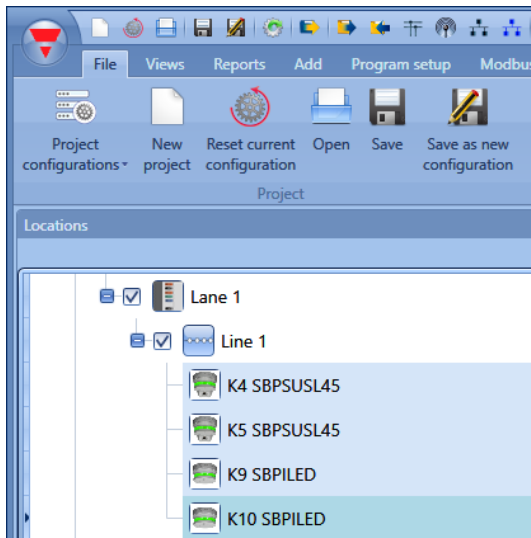 File Views Reports Add Program setup Modbus
Project configurations
New project
Reset current configuration
Open
Save
Save as new configuration
Project
Locations
Lane 1
Line 1
K4 SBPSUSL45
K5 SBPSUSL45
K9 SBPILED
K10 SBPILED